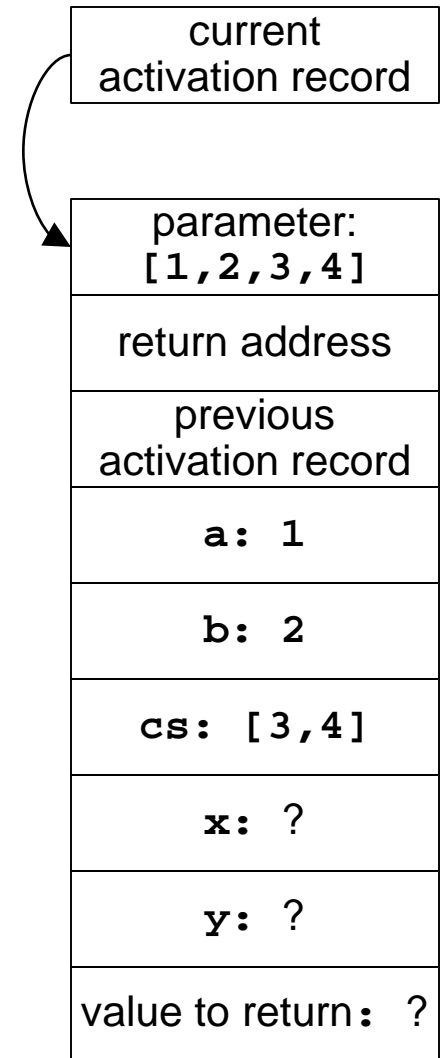 current
activation record
parameter:
[1,2,3,4]
return address
previous
activation record
a: 1
b: 2
cs: [3,4]
x: ?
y: ?
value to return: ?